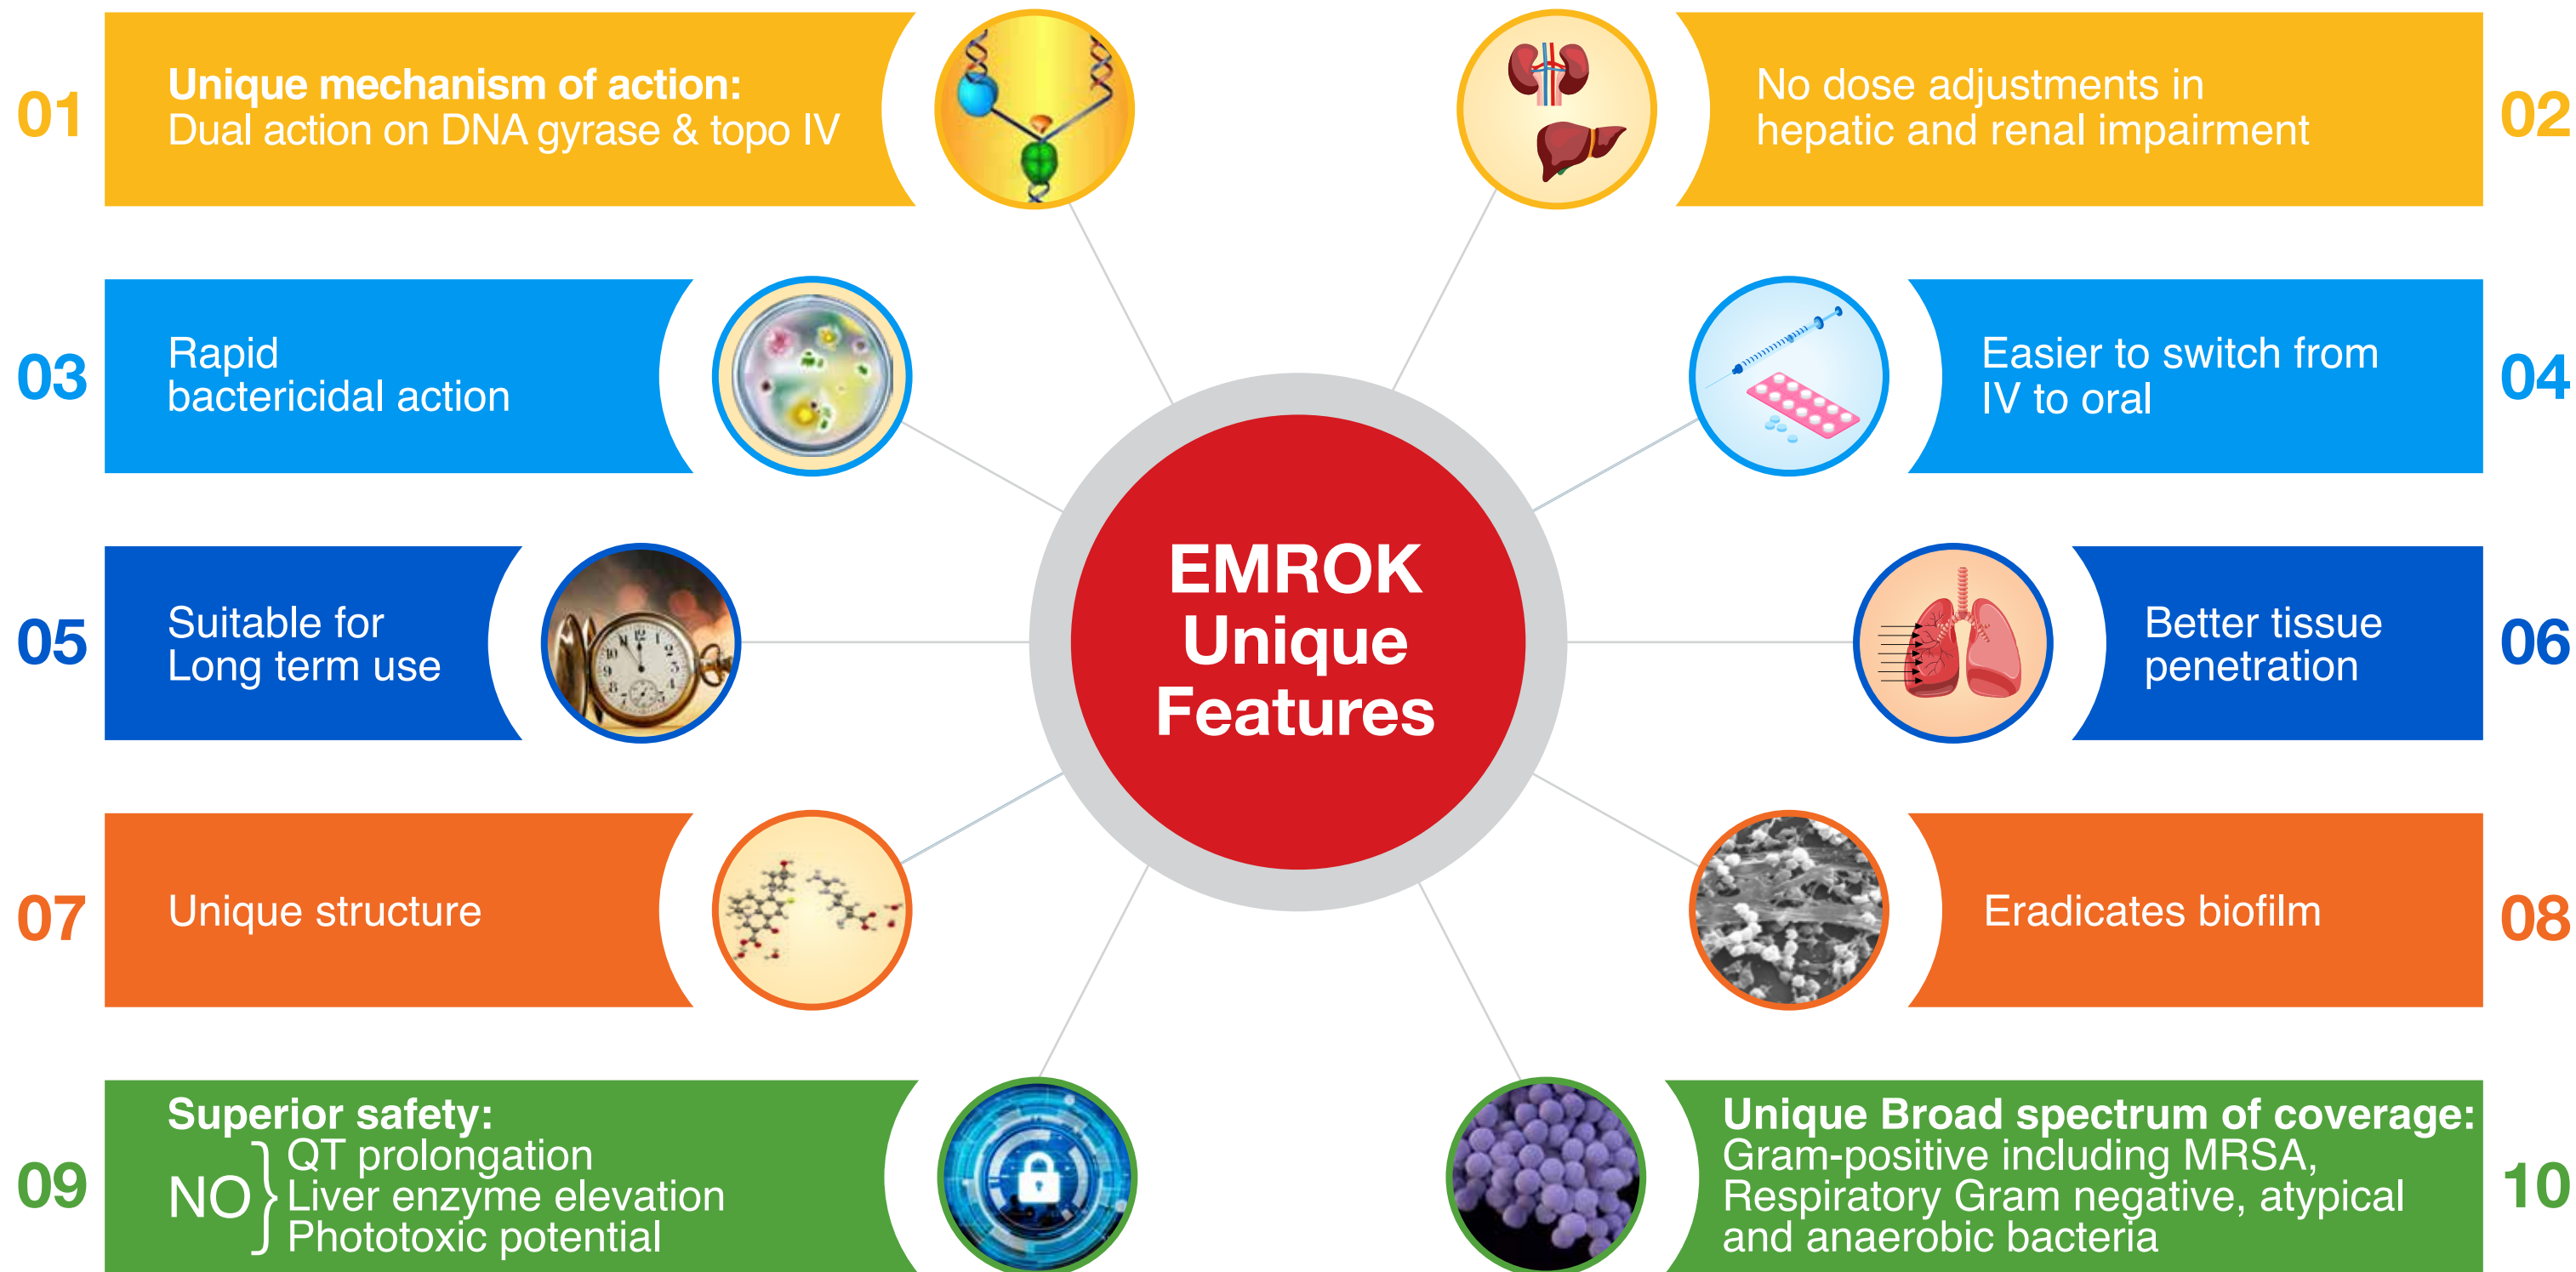 01
Unique mechanism of action:
Dual action on DNA gyrase & topo IV
No dose adjustments in
hepatic and renal impairment
02
03
Rapid
bactericidal action
Easier to switch from
IV to oral
04
05
Suitable for
Long term use
EMROK
Unique
Features
Better tissue
penetration
06
07
Unique structure
Eradicates biofilm
08
09
Superior safety:
NO
QT prolongation
Liver enzyme elevation
Phototoxic potential
Unique Broad spectrum of coverage:
Gram-positive including MRSA,
Respiratory Gram negative, atypical
and anaerobic bacteria
10